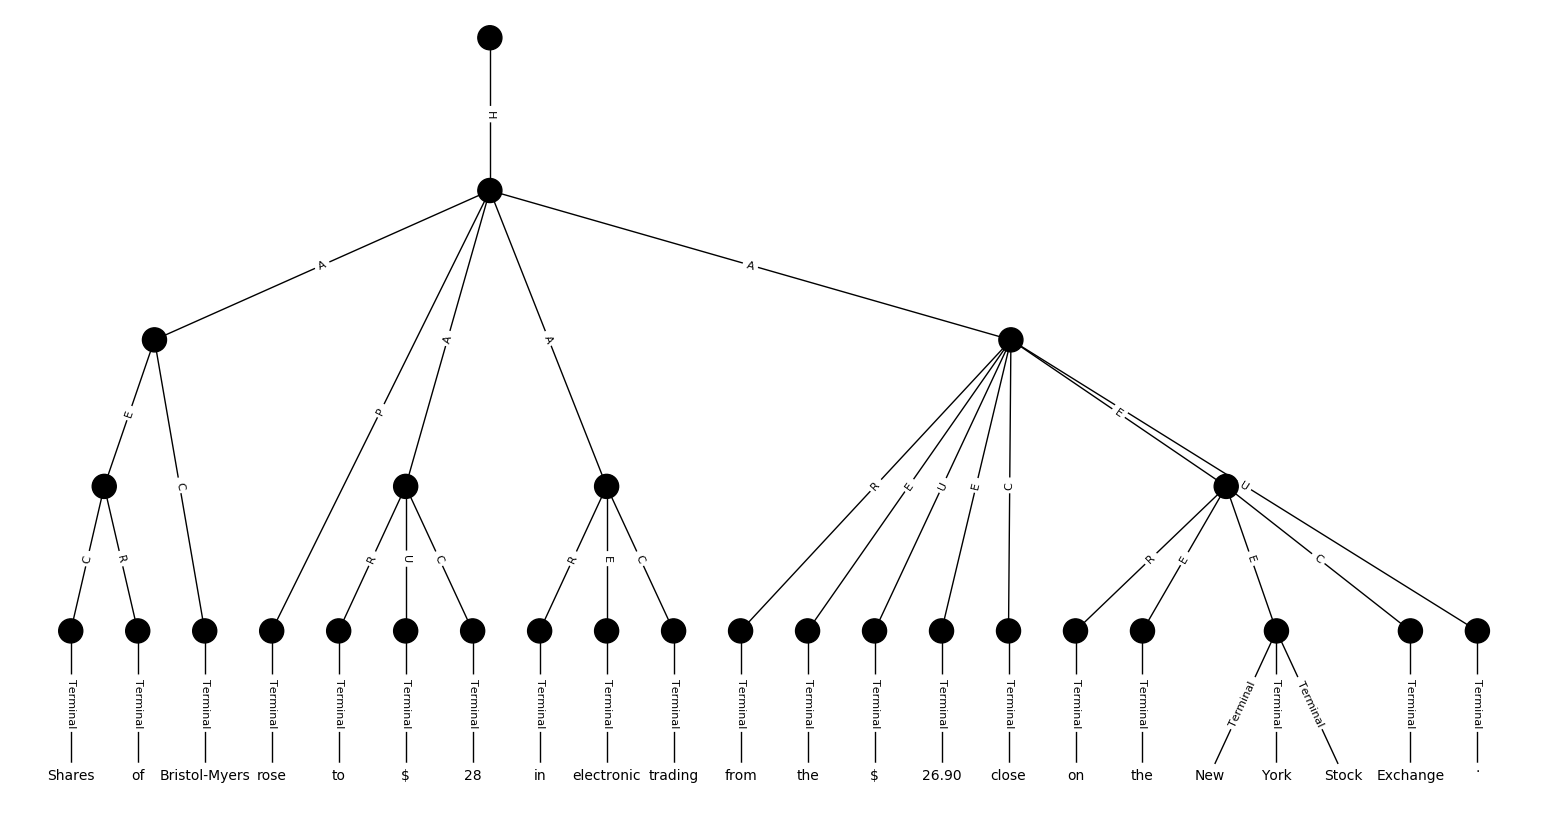 H
A A
P A A
E C E
R E U E C U
C R R U C R E C R E E C
Terminal Terminal Terminal Terminal Terminal Terminal Terminal Terminal Terminal Terminal Terminal Terminal Terminal Terminal Terminal Terminal Terminal Terminal Terminal Terminal Terminal Terminal
Shares of Bristol-Myers rose to $ 28 in electronic trading from the $ 26.90 close on the New York Stock Exchange .